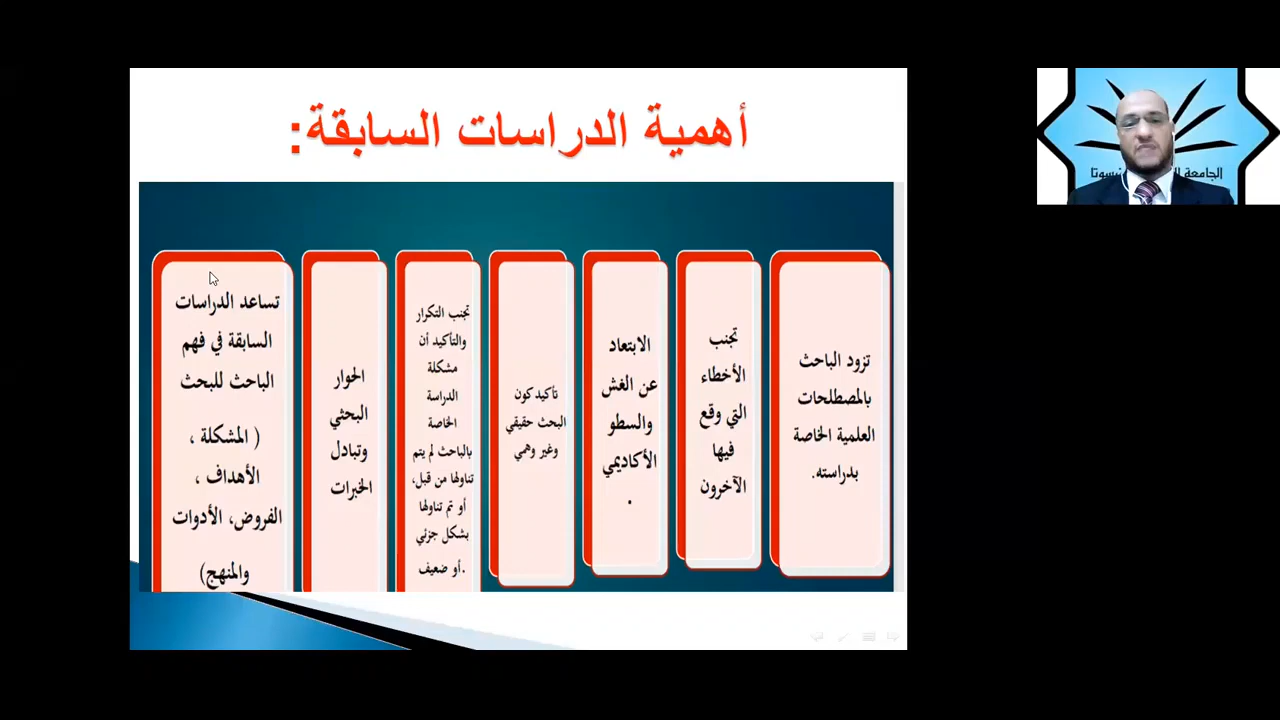 أهمية الدراسات السابقة:
تزود الباحث
بالمصطلحات
العلمية الخاصة
بدراسته.
تجنب
الأخطاء
التي وقع
فيها
الآخرون
الابتعاد
عن الغش
والسطو
الأكاديمي
.
تأكيد كون
البحث حقيقي
وغير وهمي
تجنب التكرار
والتأكيد أن
مشكلة
الدراسة
الخاصة
بالباحث لم يتم
تناولها من قبل،
أو تم تناولها
بشكل جزئي
أو ضعيف.
الحوار
البحثي
وتبادل
الخبرات
تساعد الدراسات
السابقة في فهم
الباحث للبحث
( المشكلة ،
الأهداف ،
الفروض، الأدوات
والمنهج)
الجامعة